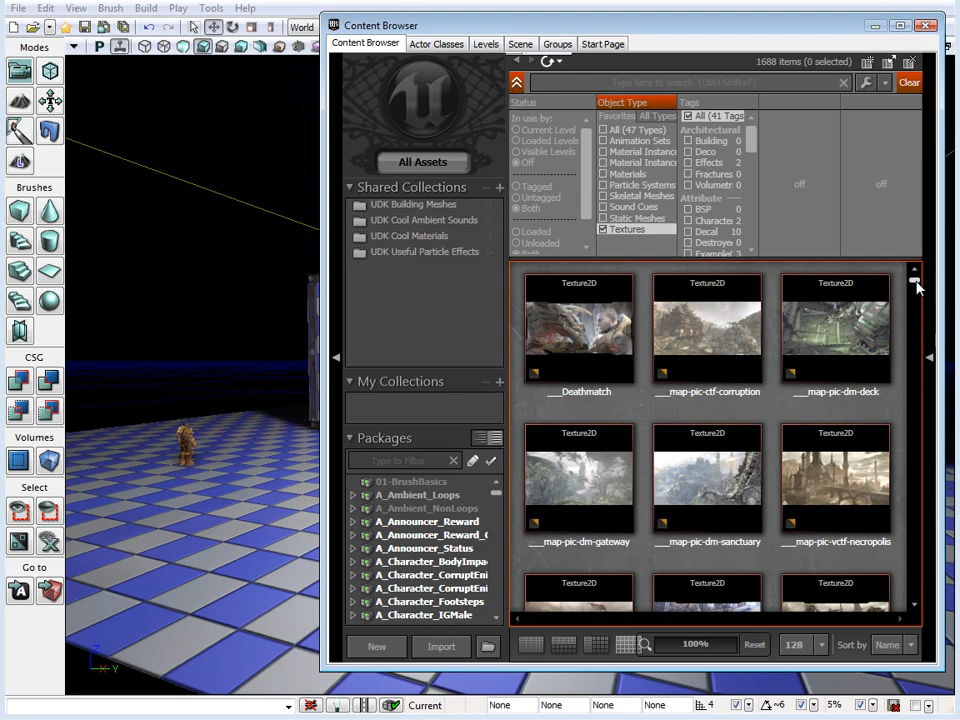 File Edit View Brush Build Play Tools Help
World
Content Browser
Content Browser Actor Classes Levels Scene Groups Start Page
Modes
1688 items (0 selected)
Type here to search (Ctrl+Shift+F)
Clear
All Assets
Shared Collections
UDK Building Meshes
UDK Cool Ambient Sounds
UDK Cool Materials
UDK Useful Particle Effects
My Collections
Packages
Type to Filter
01-BrushBasics
A_Ambient_Loops
A_Ambient_NonLoops
A_Announcer_Reward
A_Announcer_Reward_
A_Announcer_Status
A_Character_BodyImpa
A_Character_CorruptEni
A_Character_CorruptEni
A_Character_Footsteps
A_Character_IGMale
New Import
Status
In use by:
Current Level
Loaded Levels
Visible Levels
Off
Tagged
Untagged
Both
Loaded
Unloaded
Both
Object Type
Favorites All Types
All (47 Types)
Animation Sets
Material Instanc
Material Instanc
Materials
Particle Systems
Skeletal Meshes
Sound Cues
Static Meshes
Textures
Tags
All (41 Tags
Architectural
Building 0
Deco 0
Effects 2
Fractures 0
Volumetr 0
Attribute
BSP 0
Character 2
Decal 10
Destroye 0
off
off
Texture2D Texture2D Texture2D
___Deathmatch ___map-pic-ctf-corruption ___map-pic-dm-deck
Texture2D Texture2D Texture2D
___map-pic-dm-gateway ___map-pic-dm-sanctuary ___map-pic-vctf-necropolis
Texture2D Texture2D Texture2D
100% Reset 128 Sort by Name
Brushes
CSG
Volumes
Select
Go to
Z
X Y
Current None None None None 4 ~6 5%